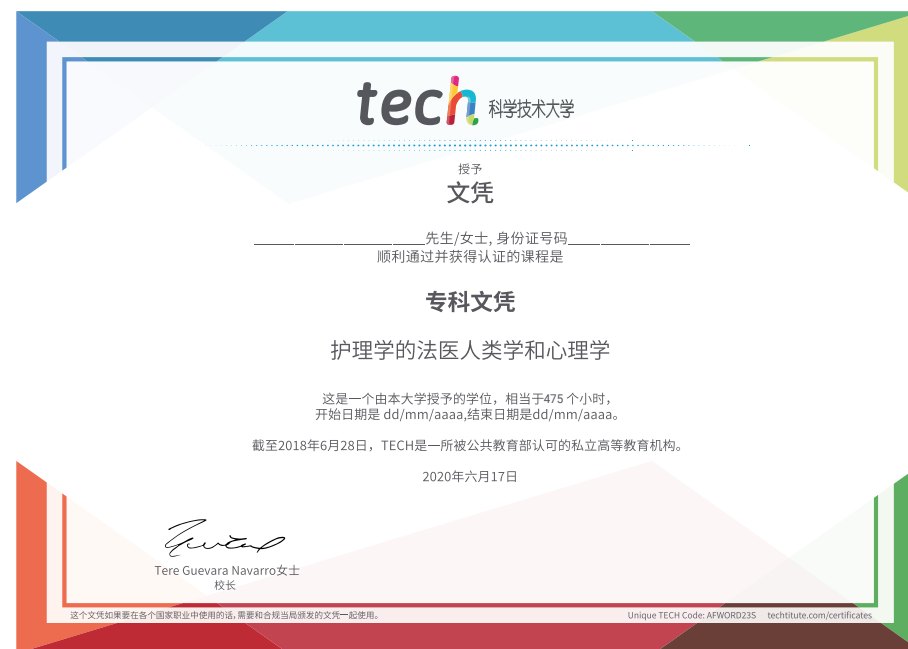 tech 科学技术大学
授予
文凭
先生/女士, 身份证号码
顺利通过并获得认证的课程是
专科文凭
护理学的法医人类学和心理学
这是一个由本大学授予的学位，相当于475 个小时，
开始日期是 dd/mm/aaaa,结束日期是dd/mm/aaaa。
截至2018年6月28日，TECH是一所被公共教育部认可的私立高等教育机构。
2020年六月17日
Tere Guevara Navarro女士
校长
这个文凭如果要在各个国家职业中使用的话,需要和合规当局颁发的文凭一起使用。
Unique TECH Code: AFWORD23S techtitute.com/certificates